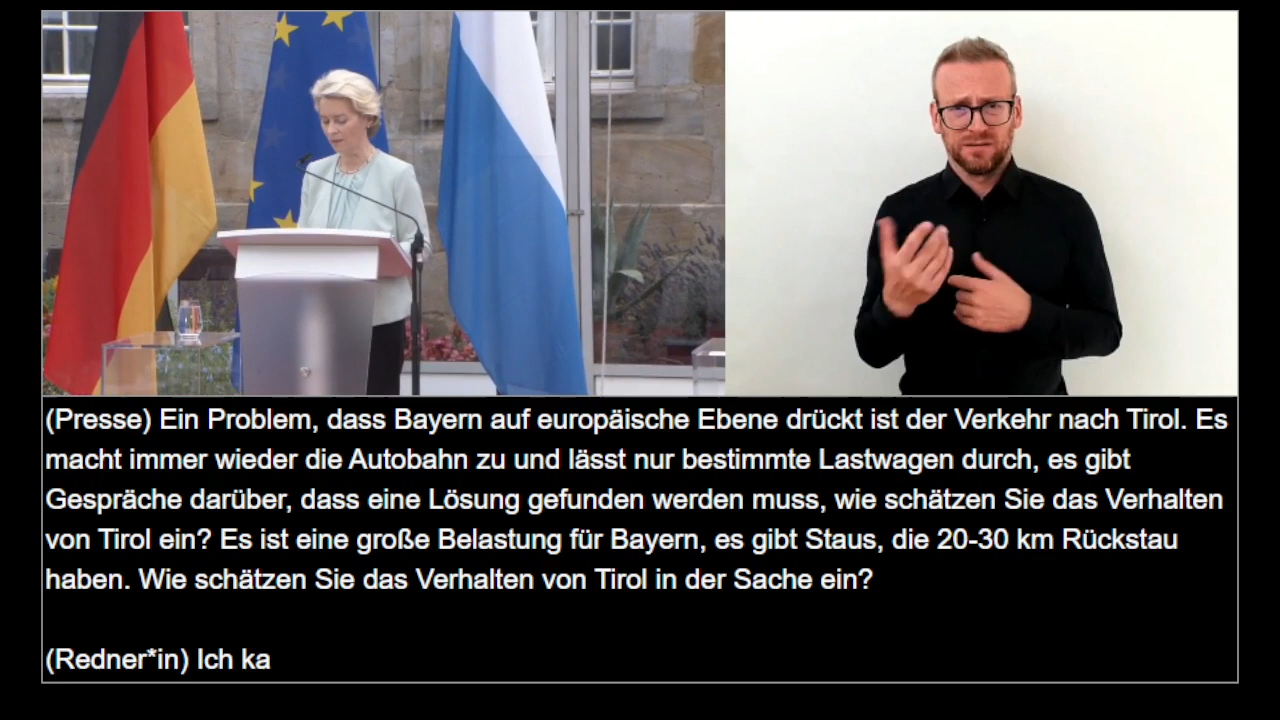 (Presse) Ein Problem, dass Bayern auf europäische Ebene drückt ist der Verkehr nach Tirol. Es
macht immer wieder die Autobahn zu und lässt nur bestimmte Lastwagen durch, es gibt
Gespräche darüber, dass eine Lösung gefunden werden muss, wie schätzen Sie das Verhalten
von Tirol ein? Es ist eine große Belastung für Bayern, es gibt Staus, die 20-30 km Rückstau
haben. Wie schätzen Sie das Verhalten von Tirol in der Sache ein?
(Redner*in) Ich ka